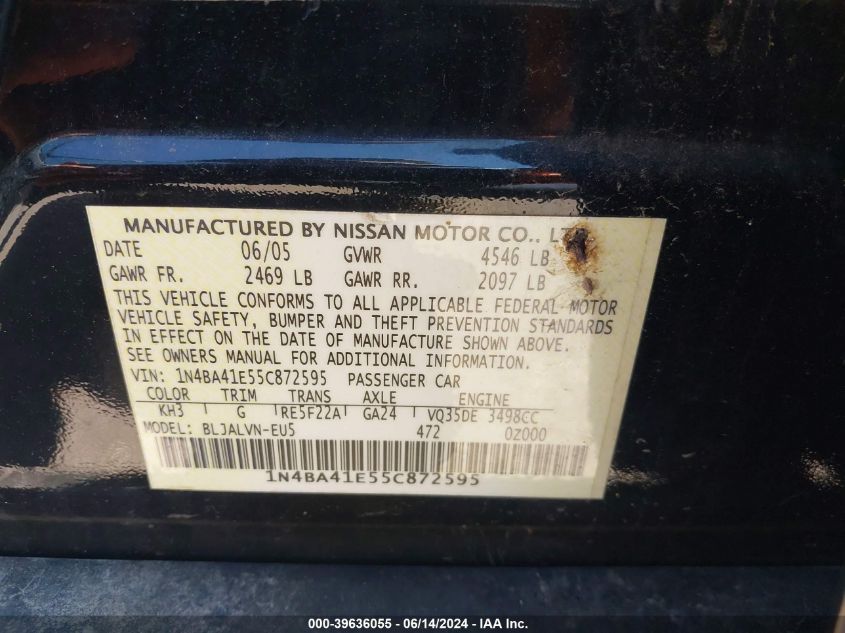 MANUFACTURED BY NISSAN MOTOR CO., LT
DATE 06/05 GVWR 4546 LB
GAWR FR. 2469 LB GAWR RR. 2097 LB
THIS VEHICLE CONFORMS TO ALL APPLICABLE FEDERAL MOTOR
VEHICLE SAFETY, BUMPER AND THEFT PREVENTION STANDARDS
IN EFFECT ON THE DATE OF MANUFACTURE SHOWN ABOVE.
SEE OWNERS MANUAL FOR ADDITIONAL INFORMATION.
VIN: 1N4BA41E55C872595 PASSENGER CAR
COLOR TRIM TRANS AXLE ENGINE
KH3 G RE5F22A GA24 VQ35DE 3498CC
MODEL: BLJALVN-EU5 472 0Z000
1N4BA41E55C872595
000-39636055 - 06/14/2024 - IAA Inc.